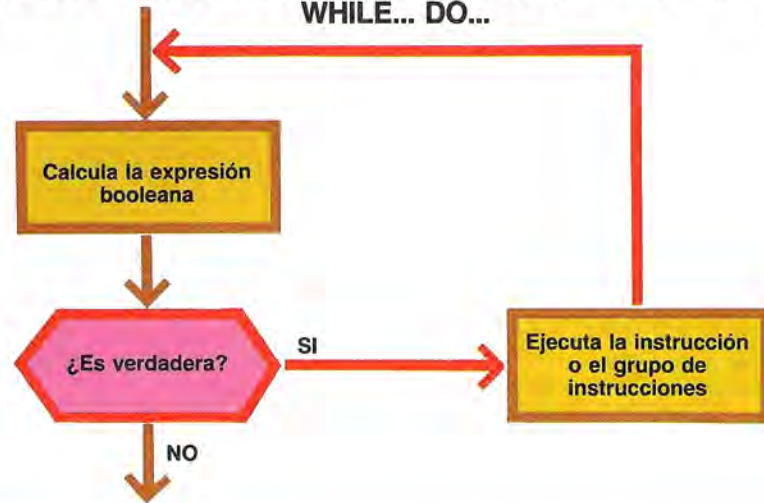 WHILE... DO...
Calcula la expresión
booleana
¿Es verdadera?
SI
Ejecuta la instrucción
o el grupo de
instrucciones
NO